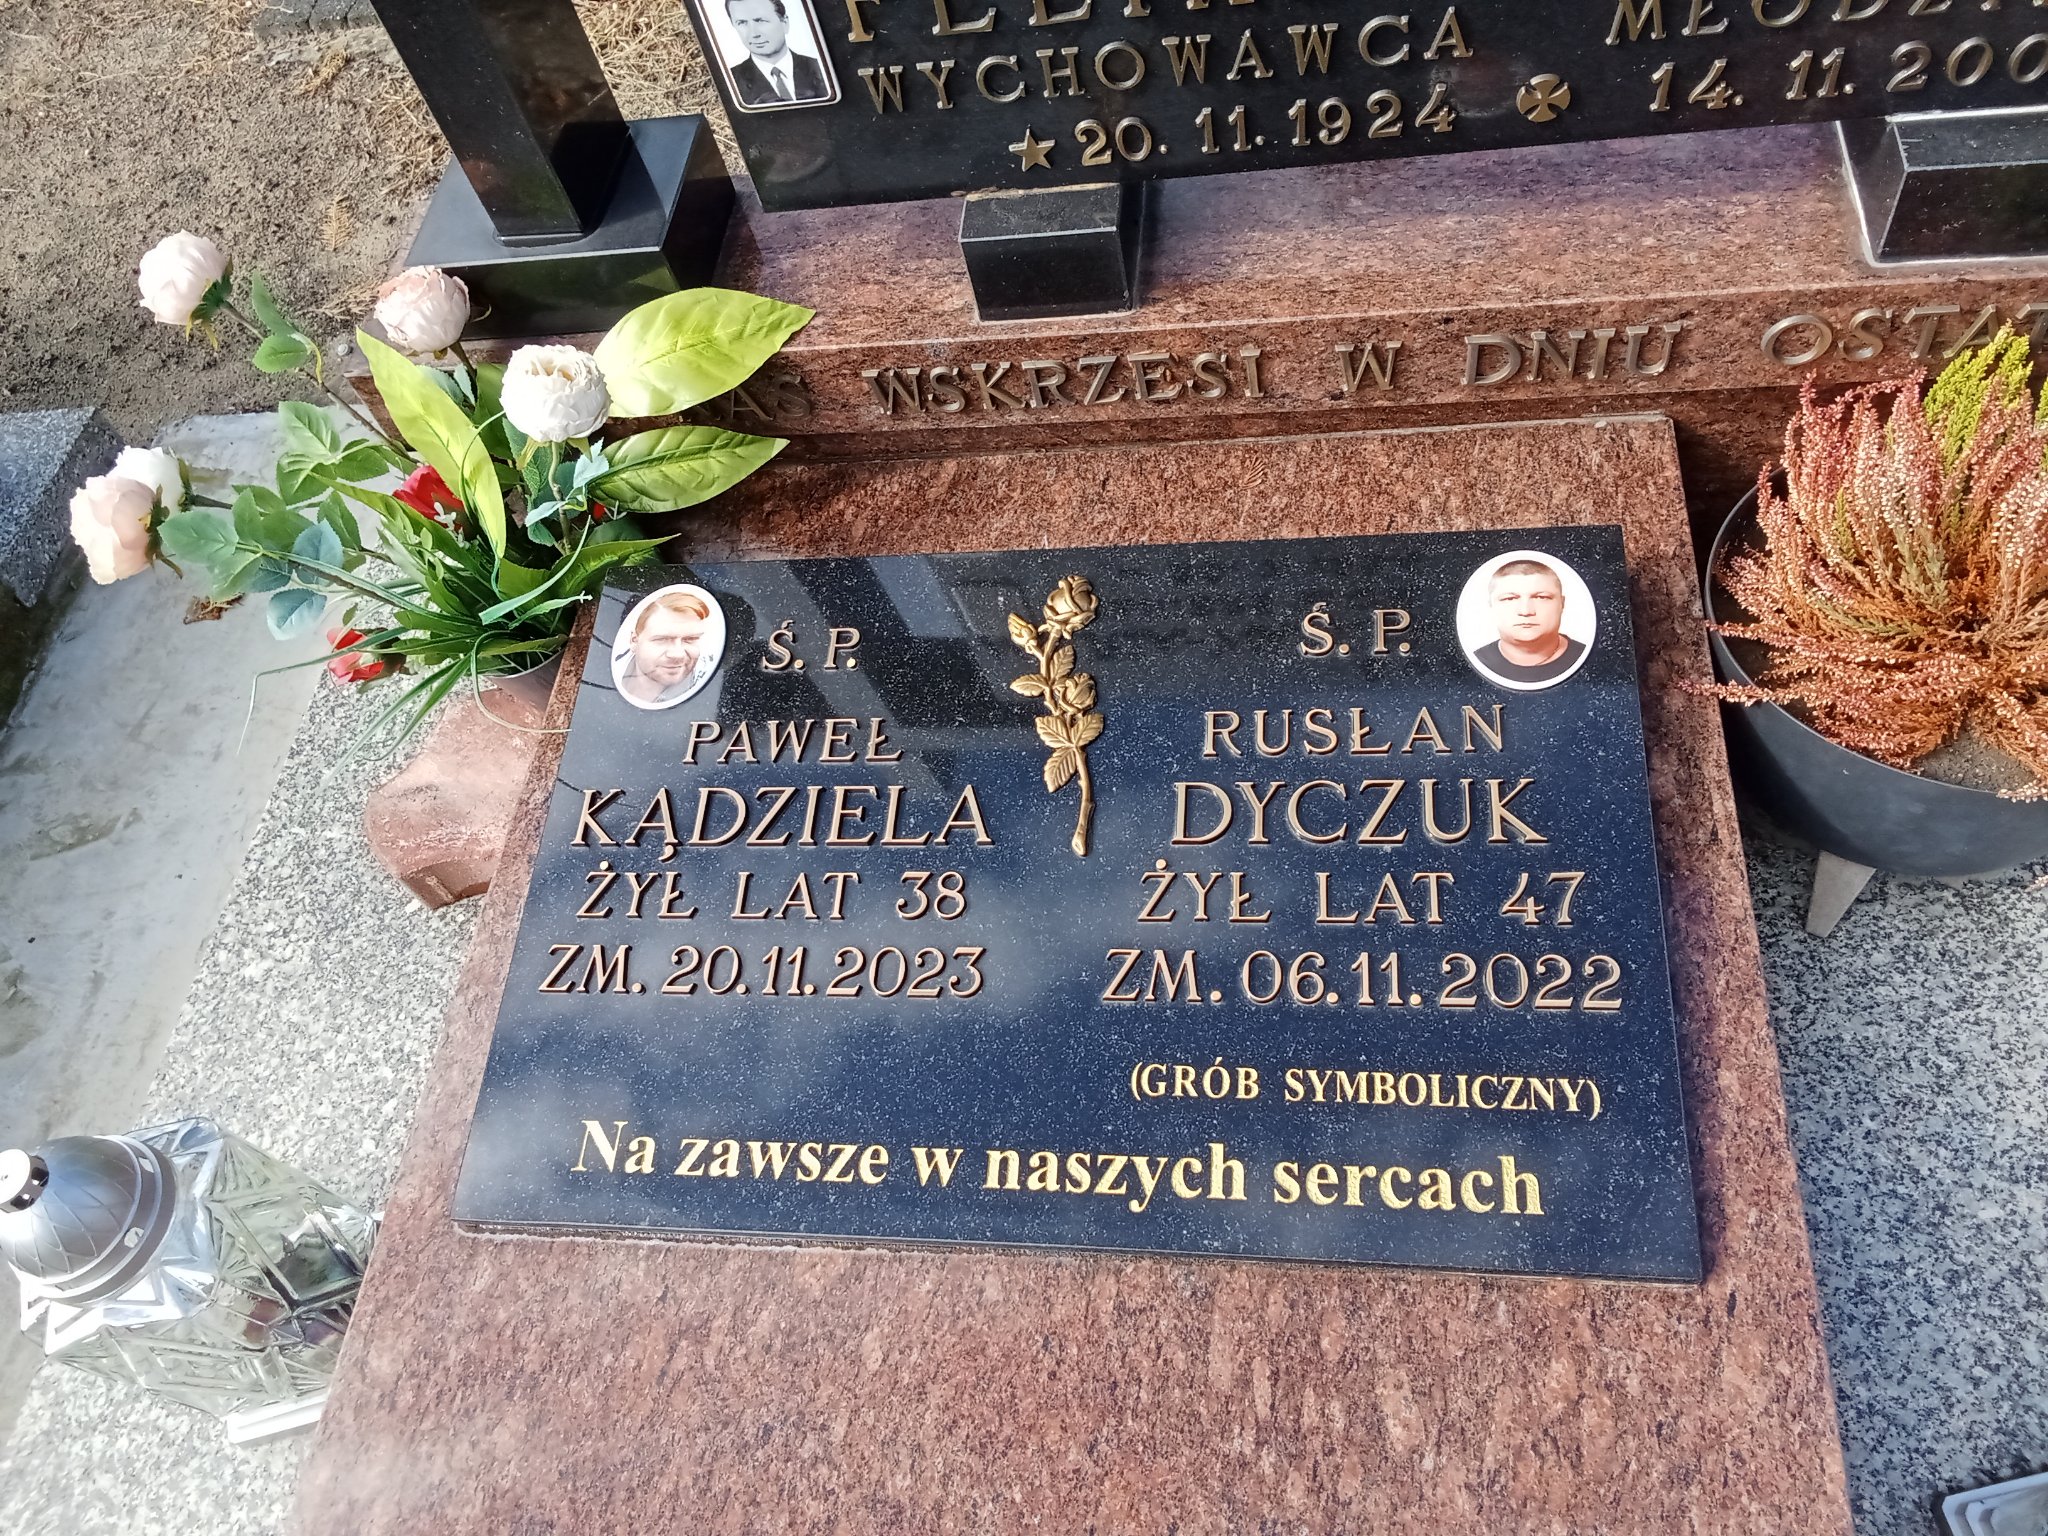 WYCHOWAWCA
★ 20. 11. 1924 ✠ 14. 11.
NAS WSKRZESI W DNIU
Ś. P.
PAWEŁ
KĄDZIELA
ŻYŁ LAT 38
ZM. 20.11.2023
Ś. P.
RUSŁAN
DYCZUK
ŻYŁ LAT 47
ZM. 06.11.2022
(GRÓB SYMBOLICZNY)
Na zawsze w naszych sercach